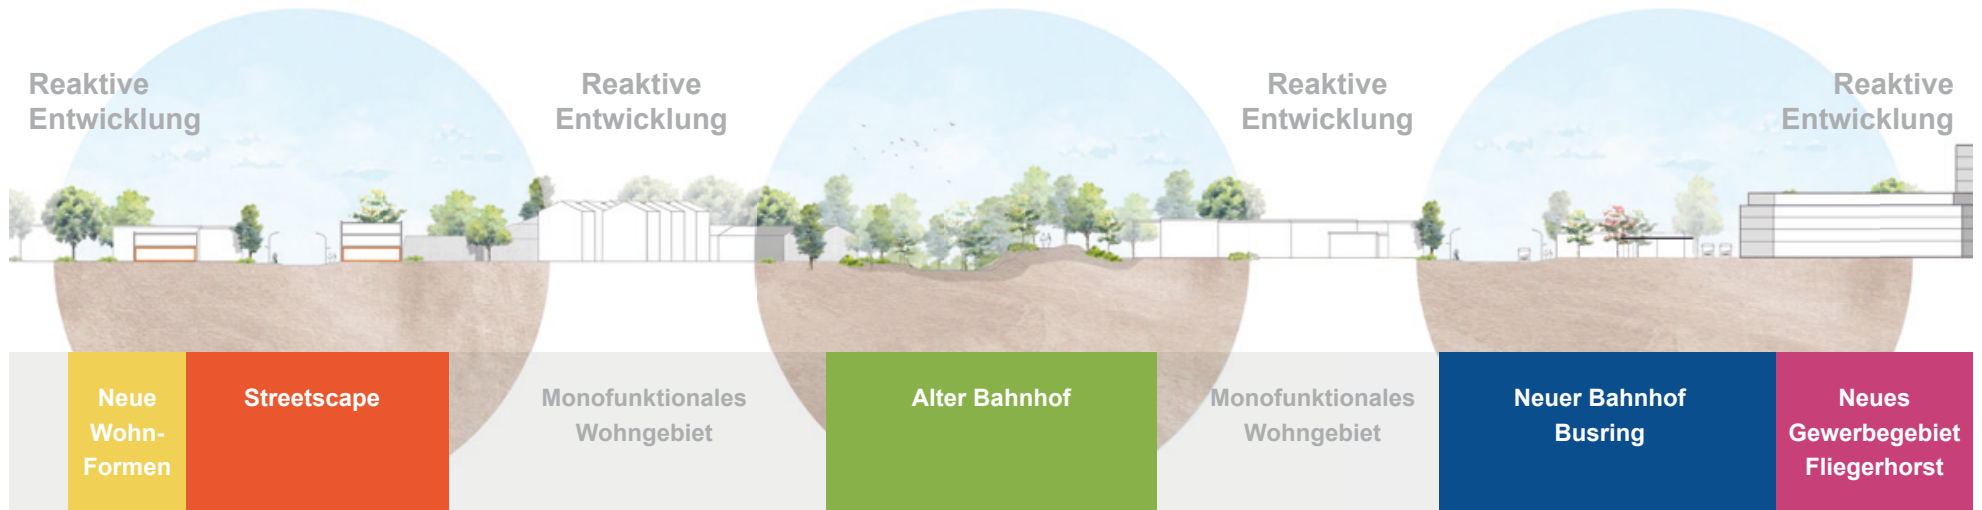 Reaktive
Entwicklung
Reaktive
Entwicklung
Reaktive
Entwicklung
Reaktive
Entwicklung
Neue
Wohn-
Formen
Streetscape
Monofunktionales
Wohngebiet
Alter Bahnhof
Monofunktionales
Wohngebiet
Neuer Bahnhof
Busring
Neues
Gewerbegebiet
Fliegerhorst